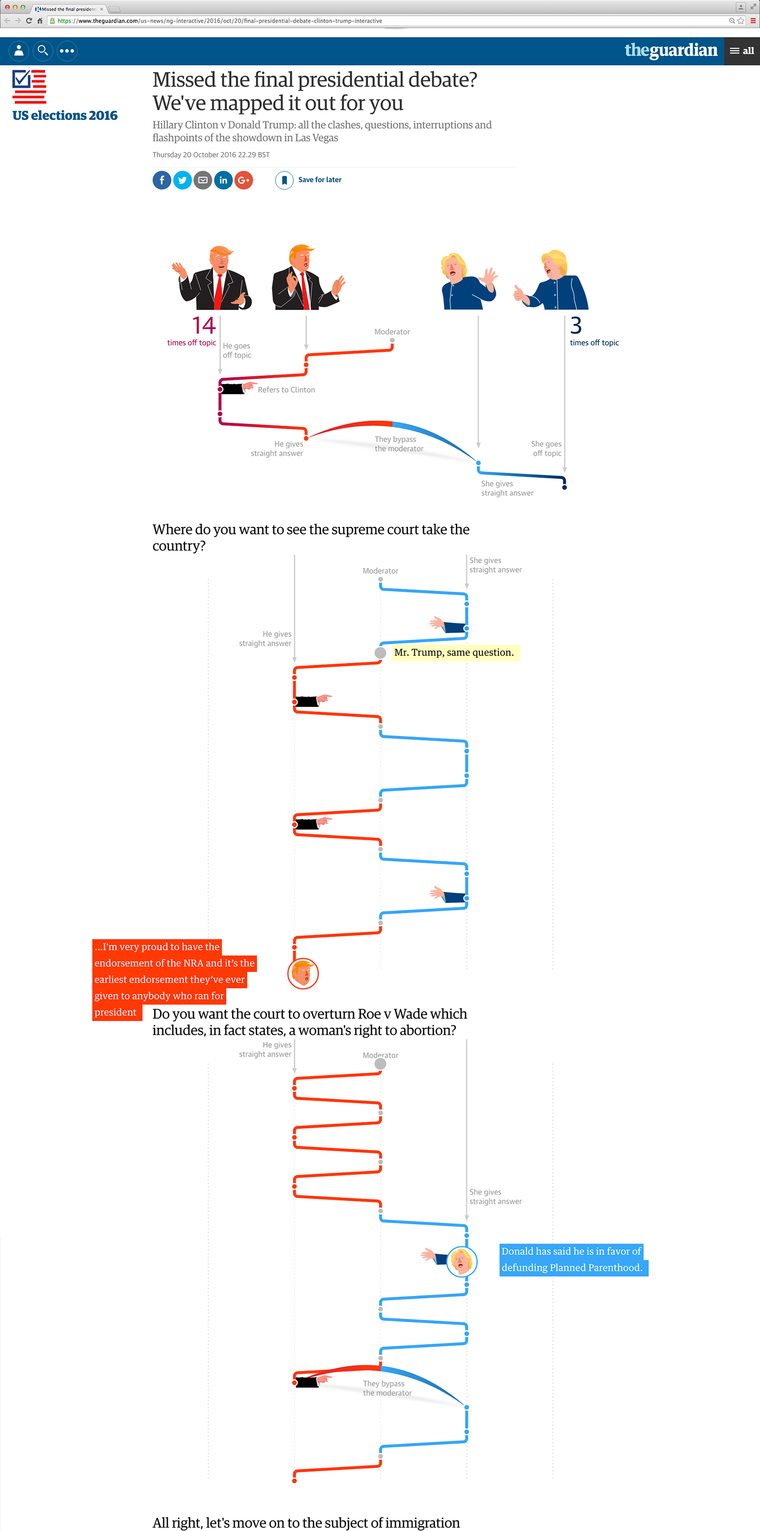 Missed the final presiden
https://www.theguardian.com/us-news/ng-interactive/2016/oct/20/final-presidential-debate-clinton-trump-interactive
theguardian
all
US elections 2016
Missed the final presidential debate?
We've mapped it out for you
Hillary Clinton v Donald Trump: all the clashes, questions, interruptions and
flashpoints of the showdown in Las Vegas
Thursday 20 October 2016 22.29 BST
Save for later
14
times off topic
3
times off topic
Moderator
He goes
off topic
Refers to Clinton
He gives
straight answer
They bypass
the moderator
She goes
off topic
She gives
straight answer
Where do you want to see the supreme court take the
country?
She gives
straight answer
Moderator
He gives
straight answer
Mr. Trump, same question.
...I'm very proud to have the
endorsement of the NRA and it's the
earliest endorsement they've ever
given to anybody who ran for
president
Do you want the court to overturn Roe v Wade which
includes, in fact states, a woman's right to abortion?
He gives
straight answer
Moderator
She gives
straight answer
Donald has said he is in favor of
defunding Planned Parenthood.
They bypass
the moderator
All right, let's move on to the subject of immigration